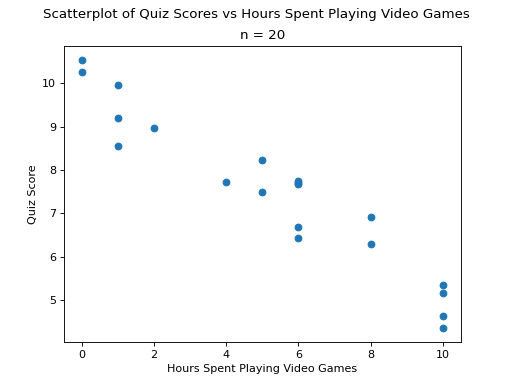 Scatterplot of Quiz Scores vs Hours Spent Playing Video Games
n = 20
10
9
8
7
6
5
Quiz Score
0 2 4 6 8 10
Hours Spent Playing Video Games